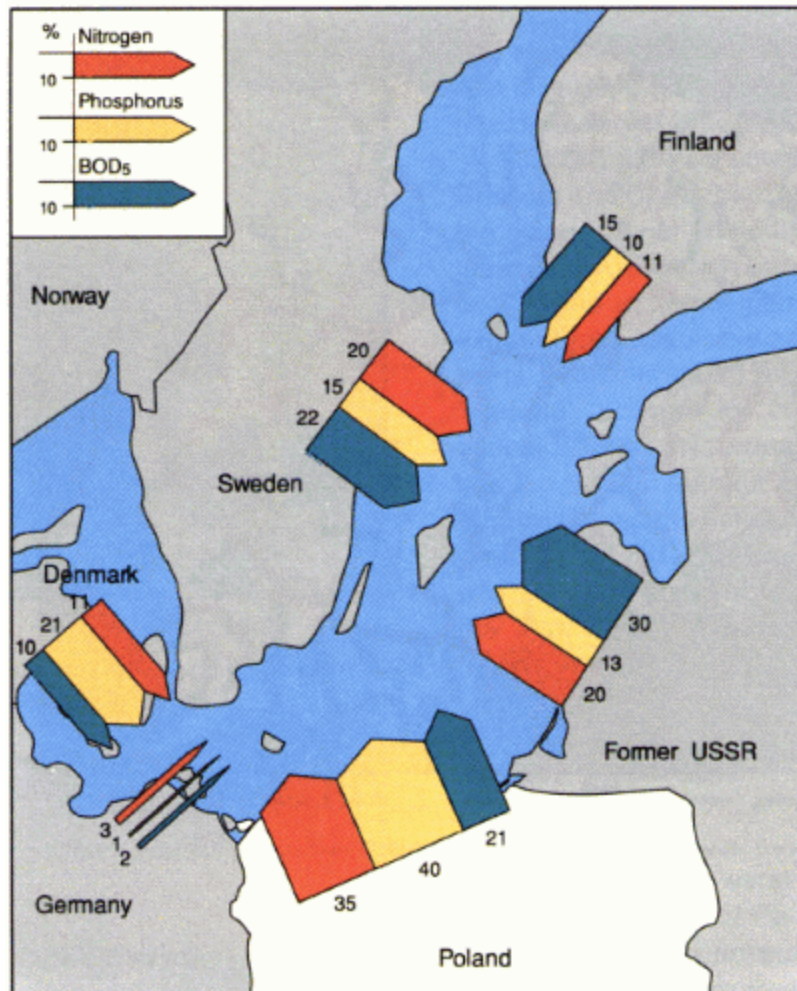 %
Nitrogen
10
Phosphorus
10
BOD5
10
Finland
15
10
11
Norway
20
15
22
Sweden
Denmark
11
21
10
30
13
20
Former USSR
3
1
2
21
40
35
Germany
Poland